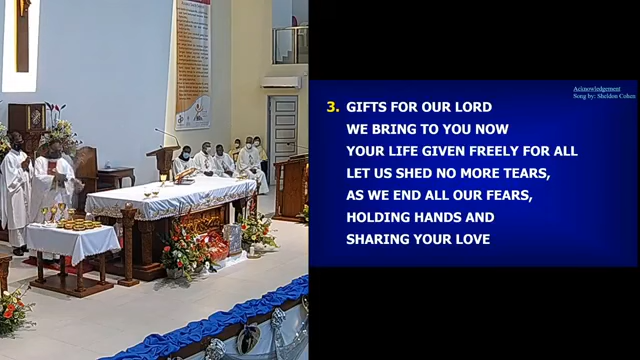 Acknowledgement
Song by: Sheldon Cohen
3. GIFTS FOR OUR LORD
WE BRING TO YOU NOW
YOUR LIFE GIVEN FREELY FOR ALL
LET US SHED NO MORE TEARS,
AS WE END ALL OUR FEARS,
HOLDING HANDS AND
SHARING YOUR LOVE